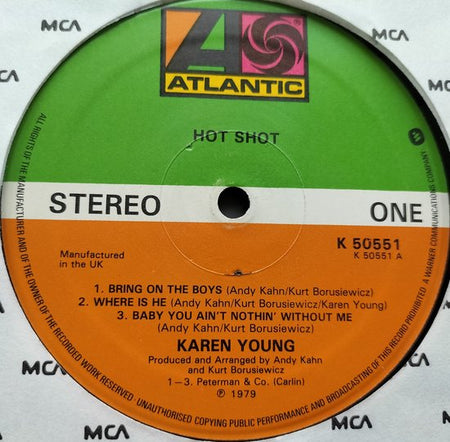 MCA
MCA
MCA
MCA
MCA
MCA
MCA
A
ATLANTIC
HOT SHOT
STEREO
ONE
K 50551
K 50551 A
Manufactured
in the UK
1. BRING ON THE BOYS (Andy Kahn/Kurt Borusiewicz)
2. WHERE IS HE (Andy Kahn/Kurt Borusiewicz/Karen Young)
3. BABY YOU AIN'T NOTHIN' WITHOUT ME
(Andy Kahn/Kurt Borusiewicz)
KAREN YOUNG
Produced and Arranged by Andy Kahn
and Kurt Borusiewicz
1—3. Peterman & Co. (Carlin)
℗ 1979
ALL RIGHTS OF THE MANUFACTURER AND OF THE OWNER OF THE RECORDED WORK RESERVED · UNAUTHORISED COPYING PUBLIC PERFORMANCE AND BROADCASTING OF THIS RECORD PROHIBITED
A WARNER COMMUNICATIONS COMPANY